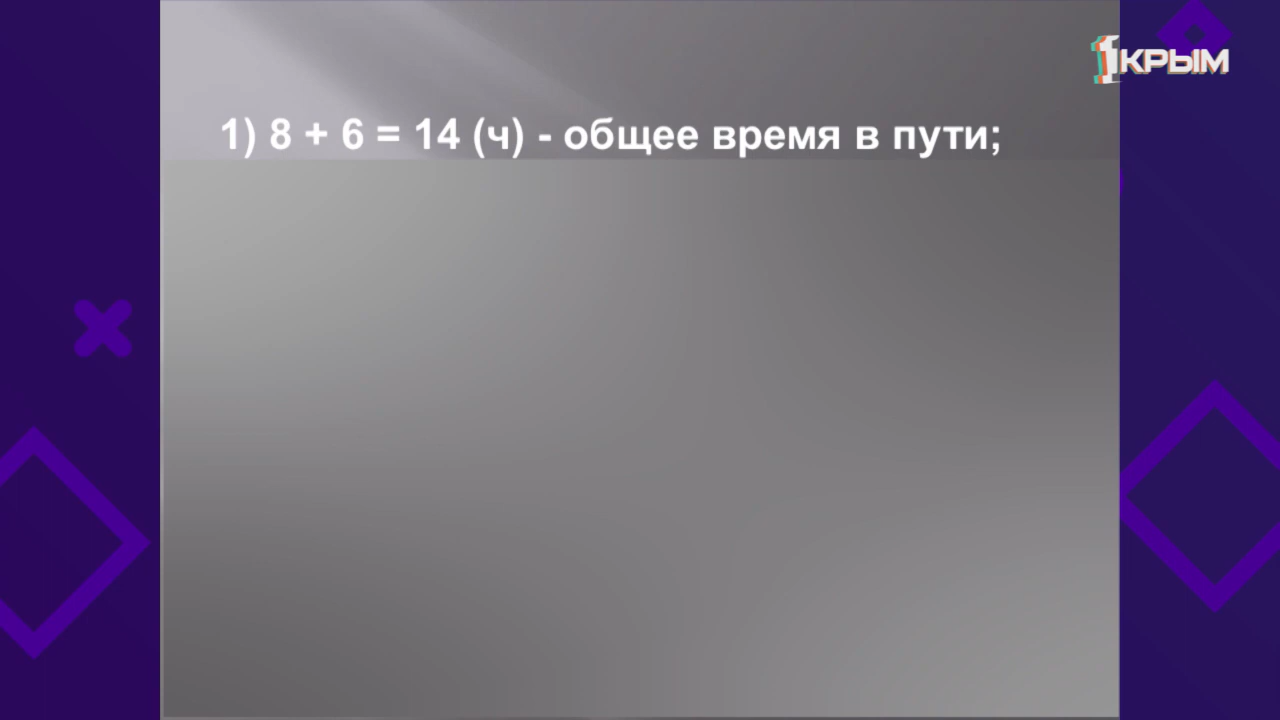 1КРЫМ
1) 8 + 6 = 14 (ч) - общее время в пути;